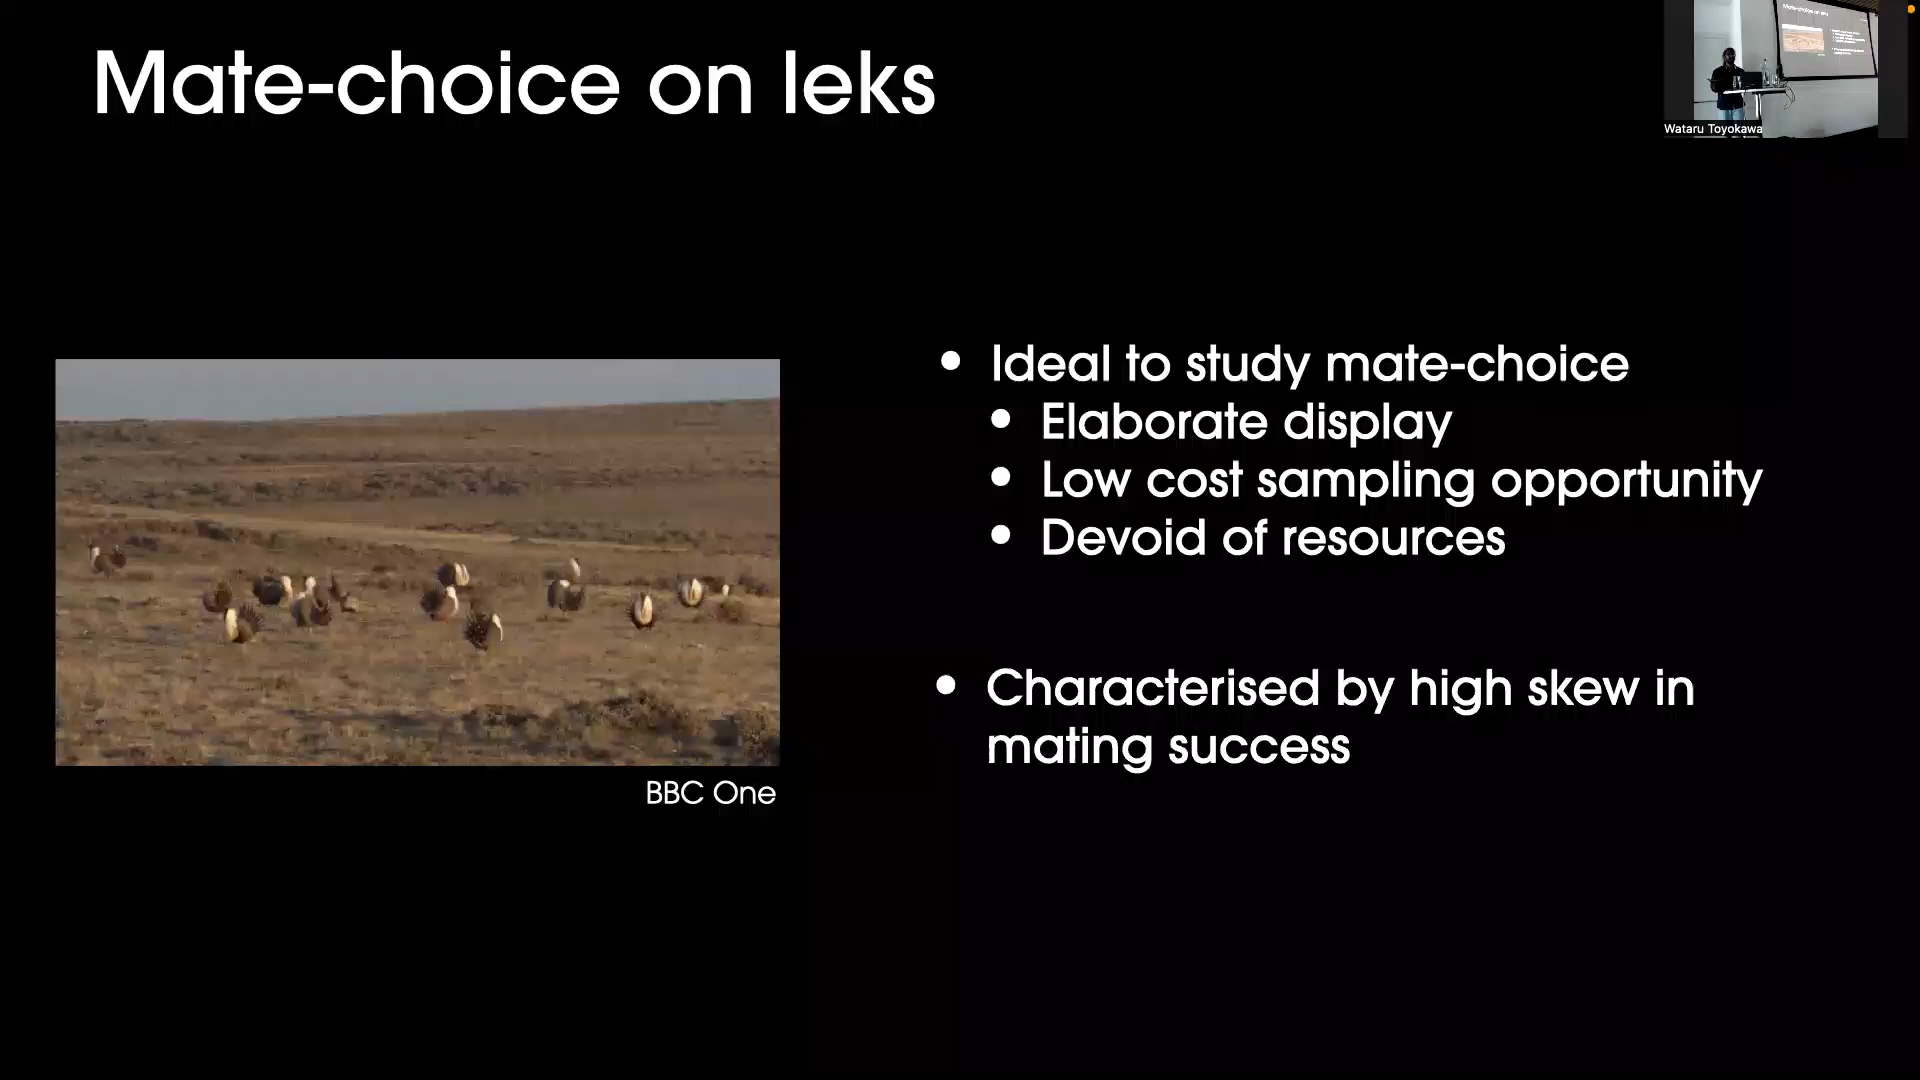 Mate-choice on leks
Wataru Toyokawa
• Ideal to study mate-choice
• Elaborate display
• Low cost sampling opportunity
• Devoid of resources
• Characterised by high skew in
mating success
BBC One